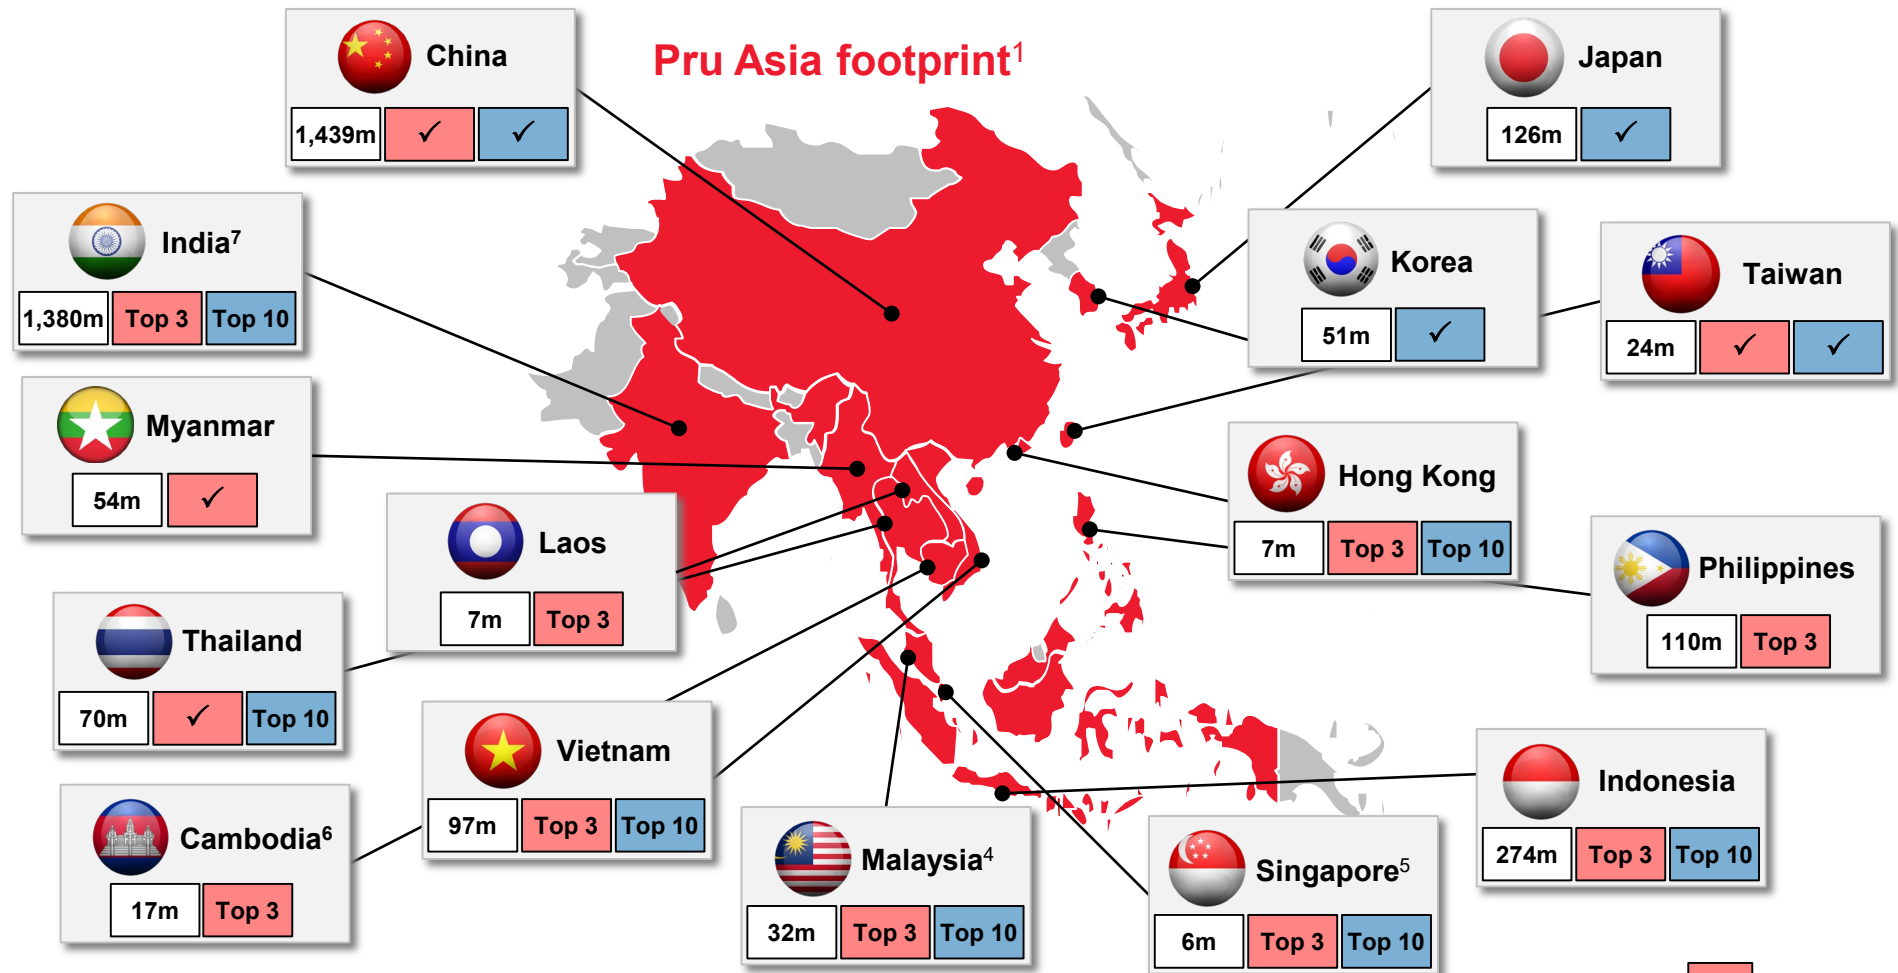 Pru Asia footprint¹
China
1,439m ✓ ✓
Japan
126m ✓
India⁷
1,380m Top 3 Top 10
Korea
51m ✓
Taiwan
24m ✓ ✓
Myanmar
54m ✓
Hong Kong
7m Top 3 Top 10
Laos
7m Top 3
Philippines
110m Top 3
Thailand
70m ✓ Top 10
Vietnam
97m Top 3 Top 10
Indonesia
274m Top 3 Top 10
Cambodia⁶
17m Top 3
Malaysia⁴
32m Top 3 Top 10
Singapore⁵
6m Top 3 Top 10